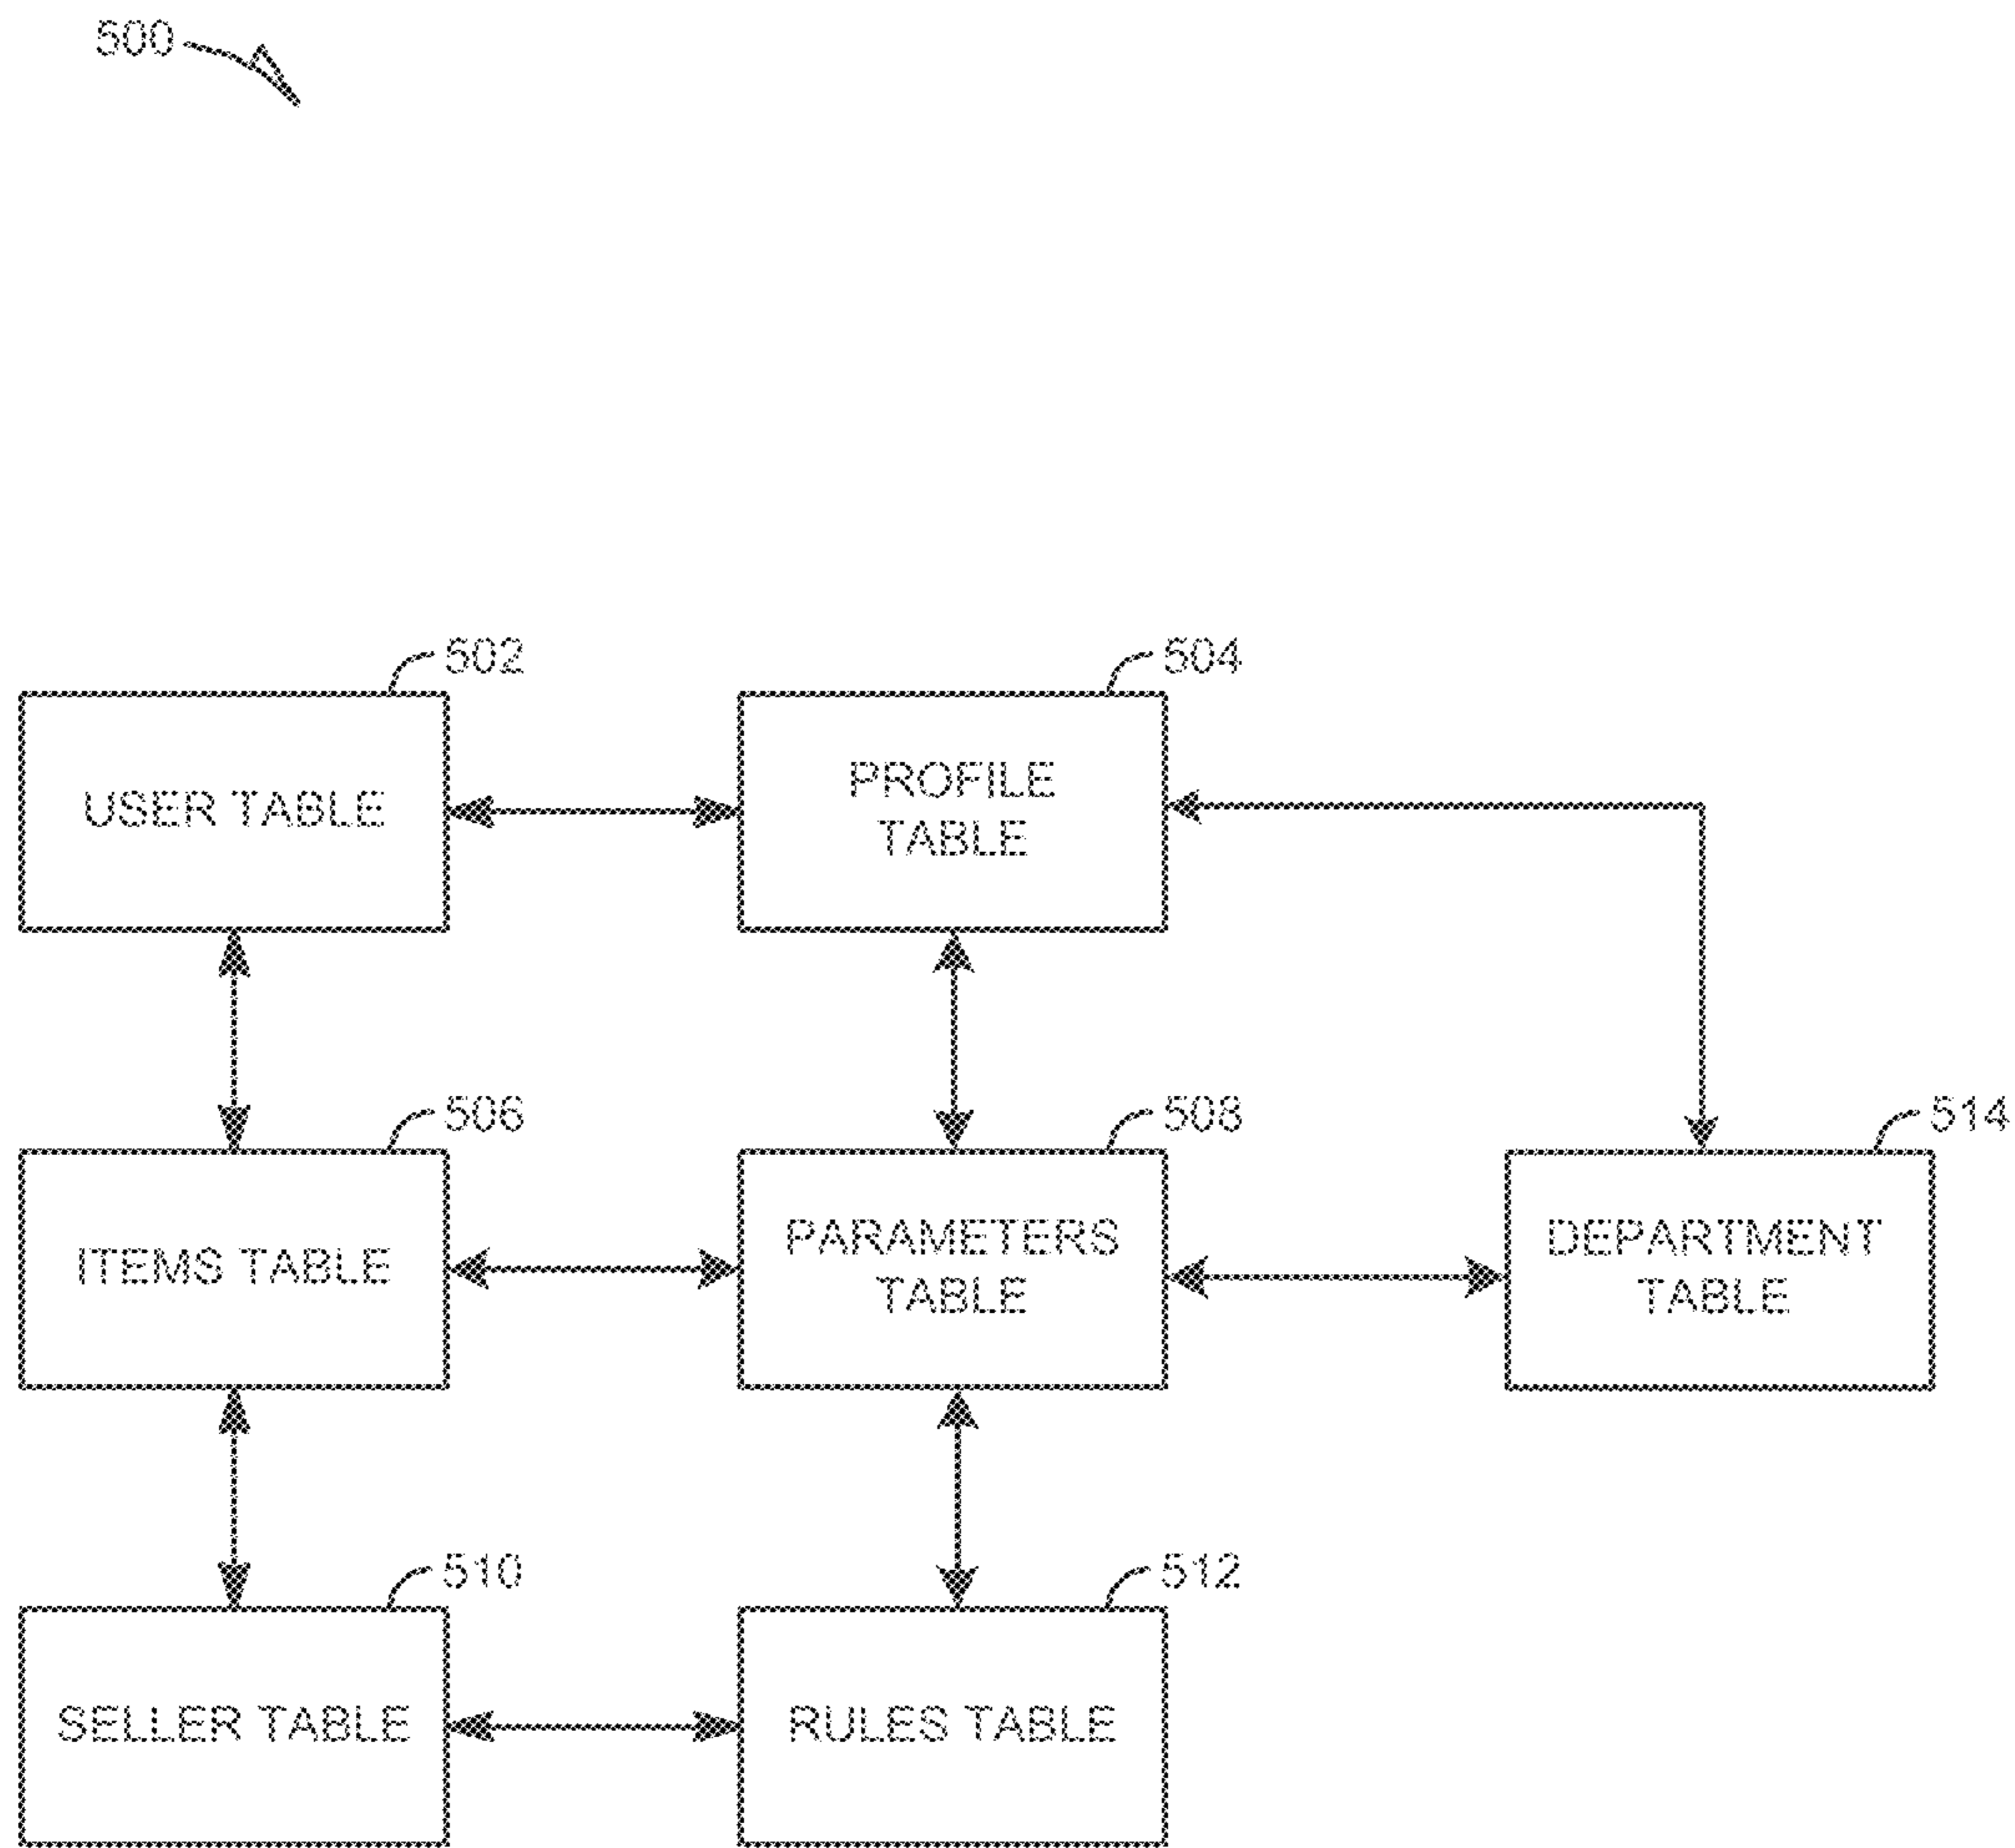 500
502
504
USER TABLE
PROFILE
TABLE
506
508
514
ITEMS TABLE
PARAMETERS
TABLE
DEPARTMENT
TABLE
510
512
SELLER TABLE
RULES TABLE